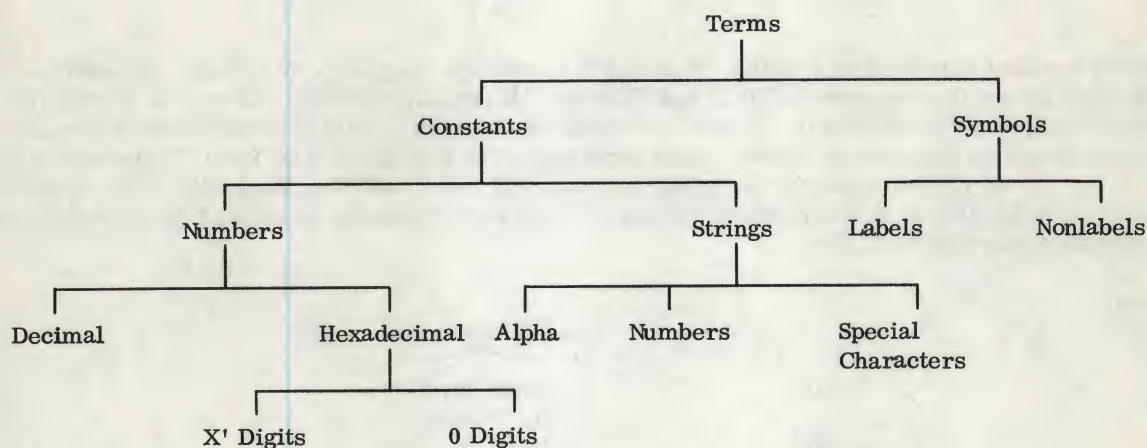 Terms
Constants Symbols
Numbers Strings Labels Nonlabels
Decimal Hexadecimal Alpha Numbers Special
Characters
X' Digits 0 Digits